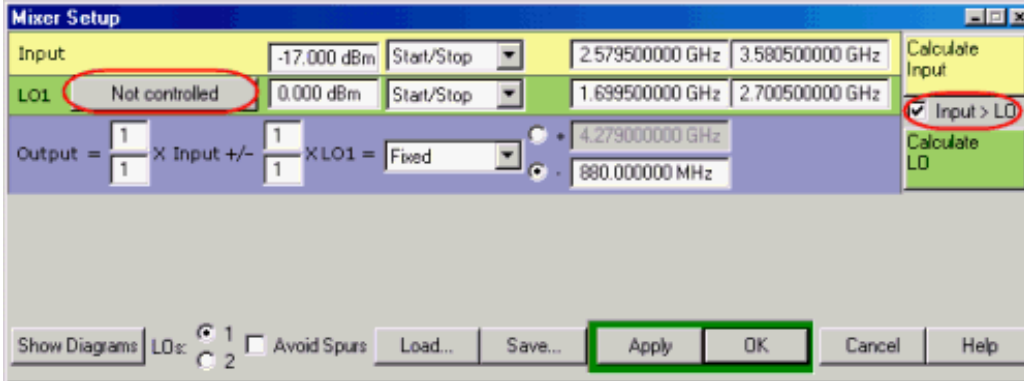 Mixer Setup
Input -17.000 dBm Start/Stop 2.579500000 GHz 3.580500000 GHz Calculate Input
LO1 Not controlled 0.000 dBm Start/Stop 1.699500000 GHz 2.700500000 GHz Input > LO
Output = 1 1 X Input +/- 1 1 X LO1 = Fixed + 4.279000000 GHz Calculate LO
- 880.000000 MHz
Show Diagrams LOs: 1 2 Avoid Spurs Load... Save... Apply OK Cancel Help